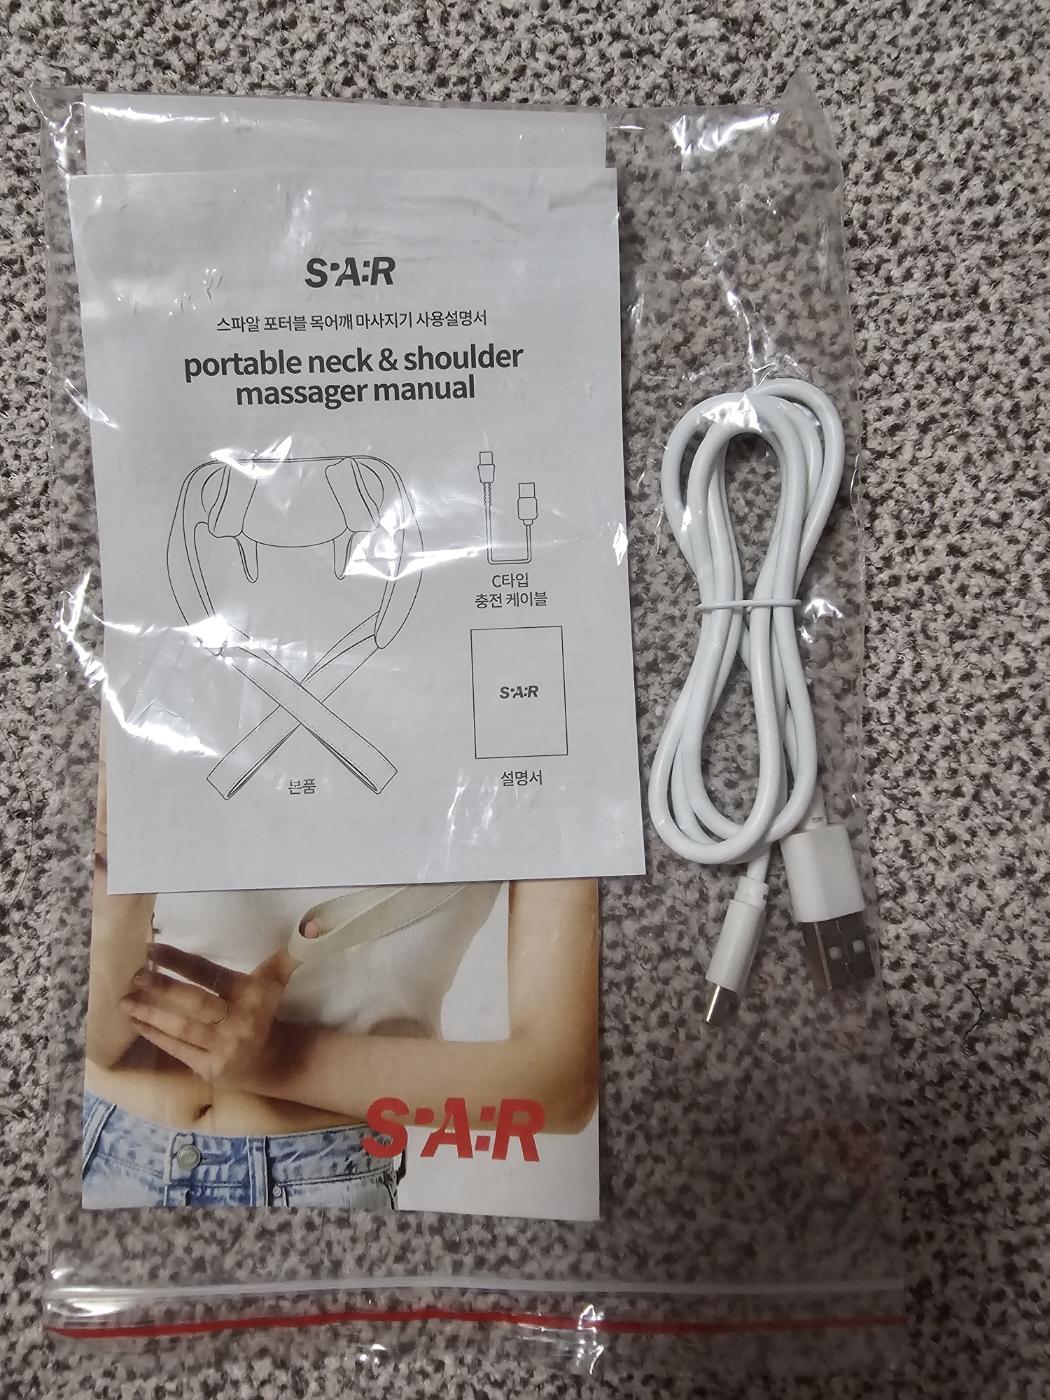 S:A:R
스파알 포터블 목어깨 마사지기 사용설명서
portable neck & shoulder
massager manual
C타입
충전 케이블
S:A:R
본품
설명서
S:A:R